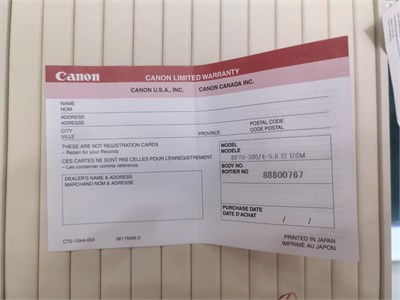 Canon
CANON LIMITED WARRANTY
CANON U.S.A., INC. CANON CANADA INC.
NAME
NOM
ADDRESS
ADRESSE
CITY
VILLE
PROVINCE
POSTAL CODE
CODE POSTAL
THESE ARE NOT REGISTRATION CARDS
– Retain for your Records
CES CARTES NE SONT PAS CELLES POUR L'ENREGISTREMENT.
– Les conserver comme référence.
DEALER'S NAME & ADDRESS
MARCHAND NOM & ADRESSE
MODEL
MODÈLE
EF70-300/4-5.6 IS USM
BODY NO.
BOITIER NO
88800767
PURCHASE DATE
DATE D'ACHAT
/ /
PRINTED IN JAPAN
IMPRIMÉ AU JAPON